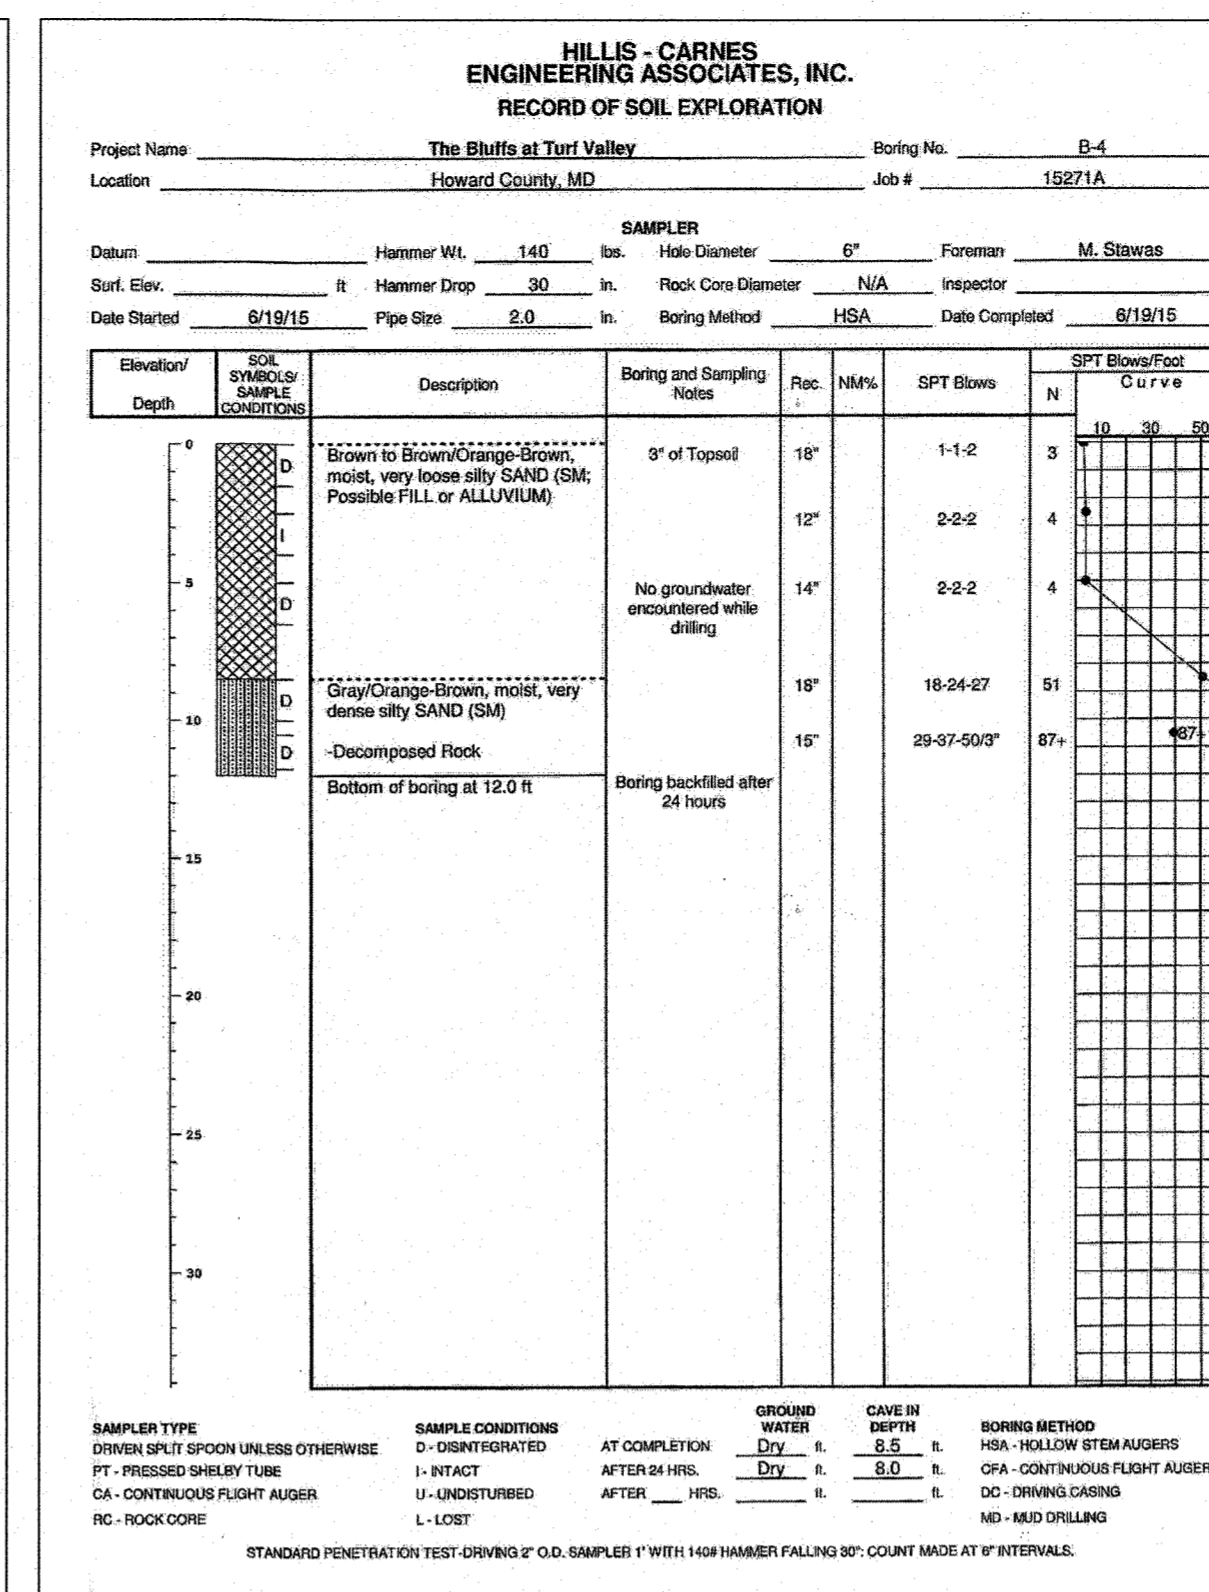 HILLIS - CARNES
ENGINEERING ASSOCIATES, INC.
RECORD OF SOIL EXPLORATION
Project Name The Bluffs at Turf Valley Boring No. B-4
Location Howard County, MD Job # 15271A
SAMPLER
Datum Hammer Wt. 140 lbs. Hole Diameter 6" Foreman M. Stawas
Surf. Elev. ft Hammer Drop 30 in. Rock Core Diameter N/A Inspector
Date Started 6/19/15 Pipe Size 2.0 in. Boring Method HSA Date Completed 6/19/15
Elevation/
Depth
SOIL
SYMBOLS/
SAMPLE
CONDITIONS
Description
Boring and Sampling
Notes
Rec.
NM%
SPT Blows
SPT Blows/Foot
N
Curve
10 30 50
0
D
Brown to Brown/Orange-Brown,
moist, very loose silty SAND (SM;
Possible FILL or ALLUVIUM)
3" of Topsoil
18" 1-1-2 3
I
12" 2-2-2 4
5
D
No groundwater
encountered while
drilling
14" 2-2-2 4
D
Gray/Orange-Brown, moist, very
dense silty SAND (SM)
18" 18-24-27 51
10
D
-Decomposed Rock
15" 29-37-50/3" 87+
87+
Bottom of boring at 12.0 ft
Boring backfilled after
24 hours
15
20
25
30
SAMPLER TYPE
DRIVEN SPLIT SPOON UNLESS OTHERWISE
PT - PRESSED SHELBY TUBE
CA - CONTINUOUS FLIGHT AUGER
RC - ROCK CORE
SAMPLE CONDITIONS
D - DISINTEGRATED
I - INTACT
U - UNDISTURBED
L - LOST
GROUND
WATER
CAVE IN
DEPTH
AT COMPLETION Dry ft. 8.5 ft.
AFTER 24 HRS. Dry ft. 8.0 ft.
AFTER HRS. ft. ft.
BORING METHOD
HSA - HOLLOW STEM AUGERS
CFA - CONTINUOUS FLIGHT AUGER
DC - DRIVING CASING
MD - MUD DRILLING
STANDARD PENETRATION TEST-DRIVING 2" O.D. SAMPLER 1' WITH 140# HAMMER FALLING 30": COUNT MADE AT 6" INTERVALS.